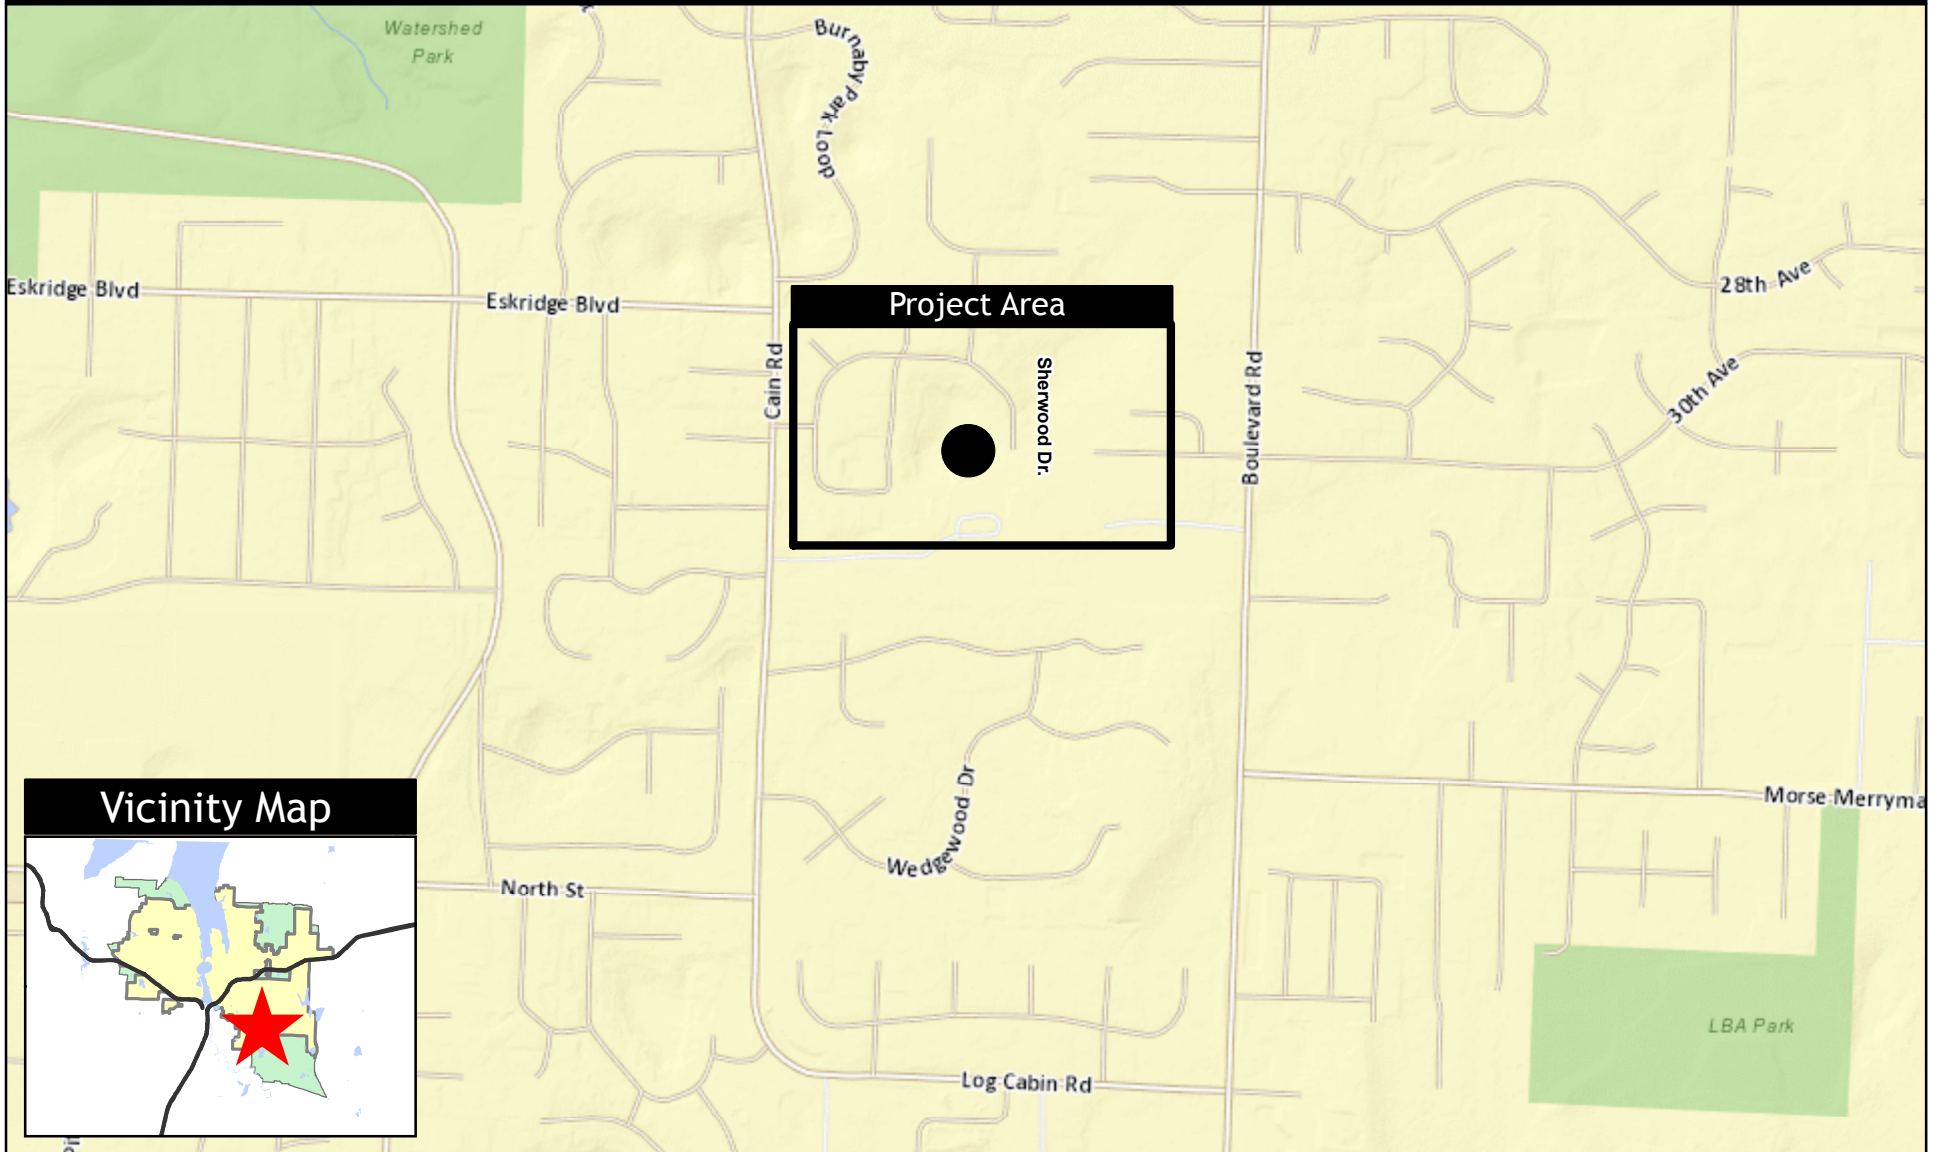 Watershed
Park
Burnaby Park Loop
Eskridge Blvd
Eskridge Blvd
28th Ave
Project Area
Cain Rd
Sherwood Dr.
Boulevard Rd
30th Ave
Wedgewood Dr
Morse-Merryma
Vicinity Map
North St
LBA Park
Log Cabin Rd